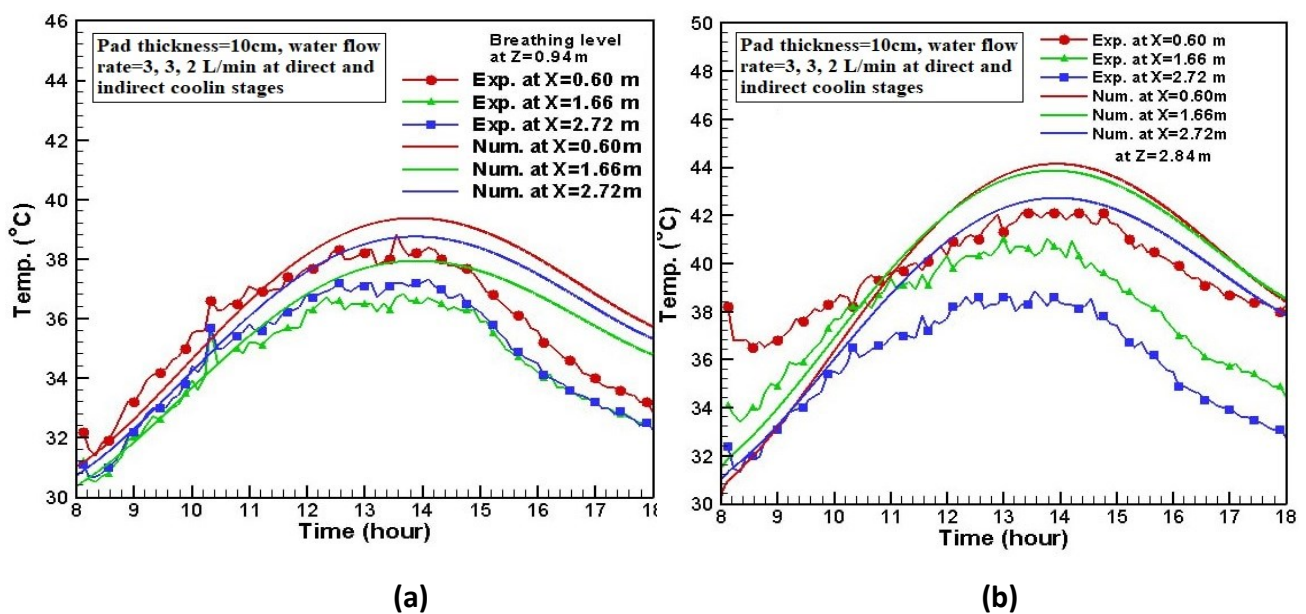 46
44
42
40
38
36
34
32
30
Temp. (°C)
Pad thickness=10cm, water flow
rate=3, 3, 2 L/min at direct and
indirect coolin stages
Breathing level
at Z=0.94m
Exp. at X=0.60 m
Exp. at X=1.66 m
Exp. at X=2.72 m
Num. at X=0.60m
Num. at X=1.66m
Num. at X=2.72m
8 9 10 11 12 13 14 15 16 17 18
Time (hour)
(a)
50
48
46
44
42
40
38
36
34
32
30
Temp. (°C)
Pad thickness=10cm, water flow
rate=3, 3, 2 L/min at direct and
indirect coolin stages
Exp. at X=0.60 m
Exp. at X=1.66 m
Exp. at X=2.72 m
Num. at X=0.60m
Num. at X=1.66m
Num. at X=2.72m
at Z=2.84m
8 9 10 11 12 13 14 15 16 17 18
Time (hour)
(b)